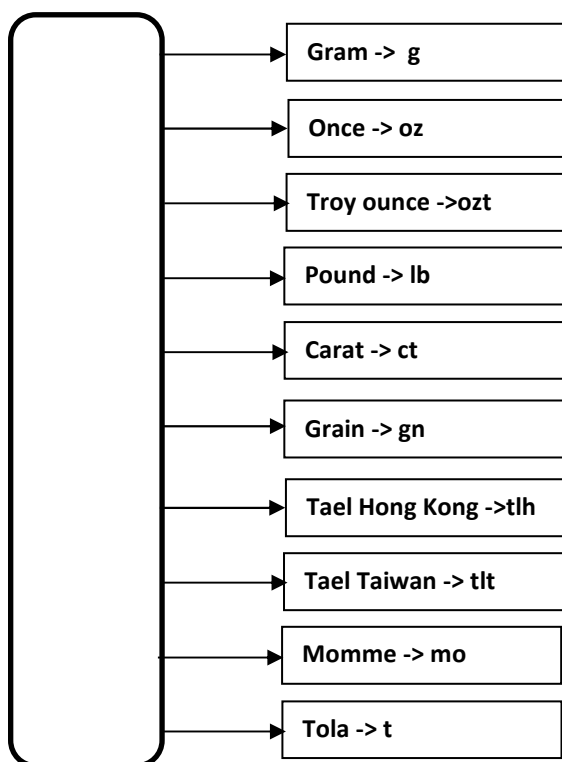 Gram -> g
Once -> oz
Troy ounce ->ozt
Pound -> lb
Carat -> ct
Grain -> gn
Tael Hong Kong ->tlh
Tael Taiwan -> tlt
Momme -> mo
Tola -> t